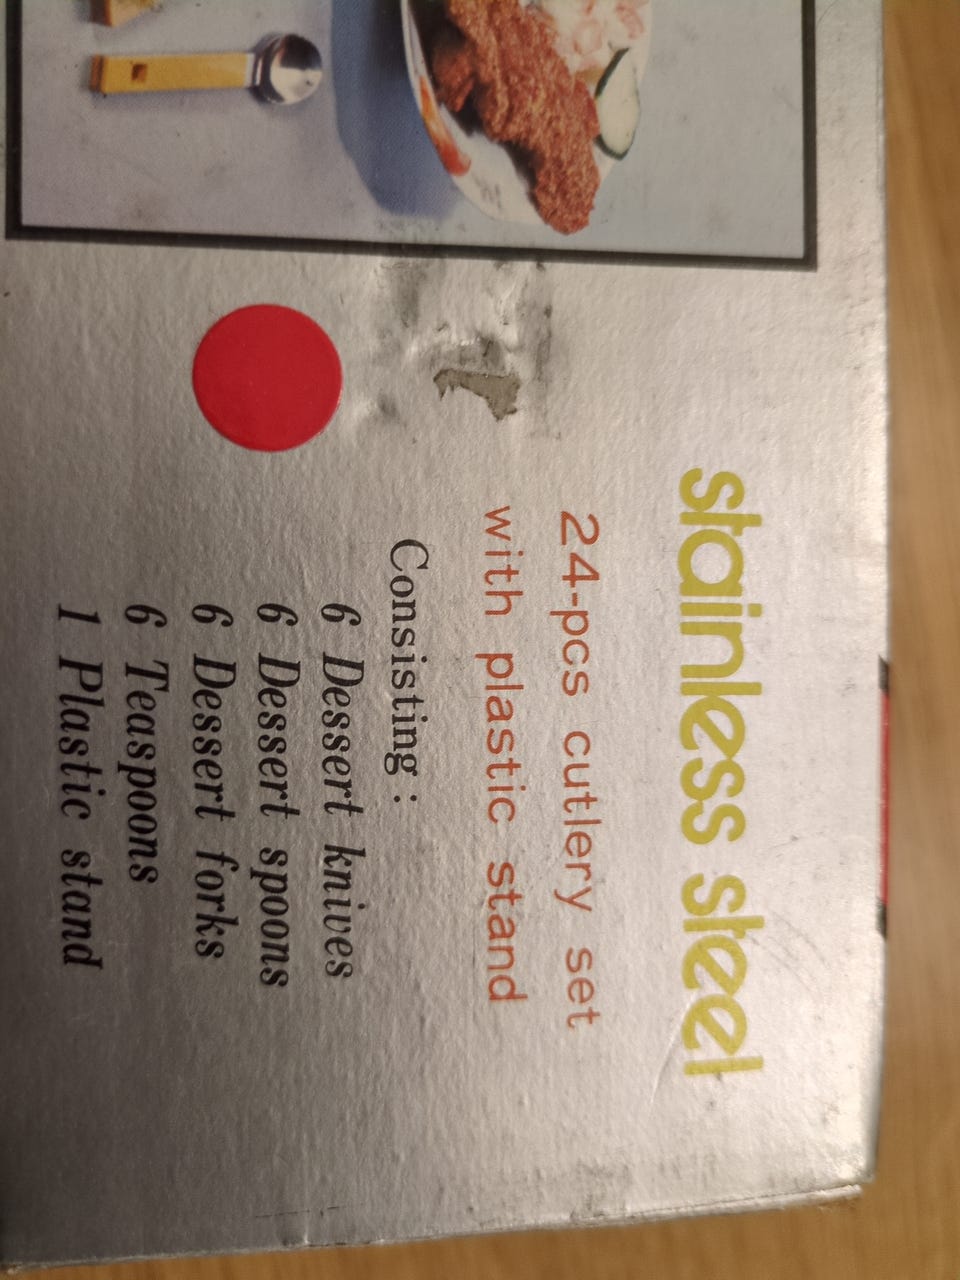 stainless steel
24-pcs cutlery set
with plastic stand
Consisting :
6 Dessert knives
6 Dessert spoons
6 Dessert forks
6 Teaspoons
1 Plastic stand